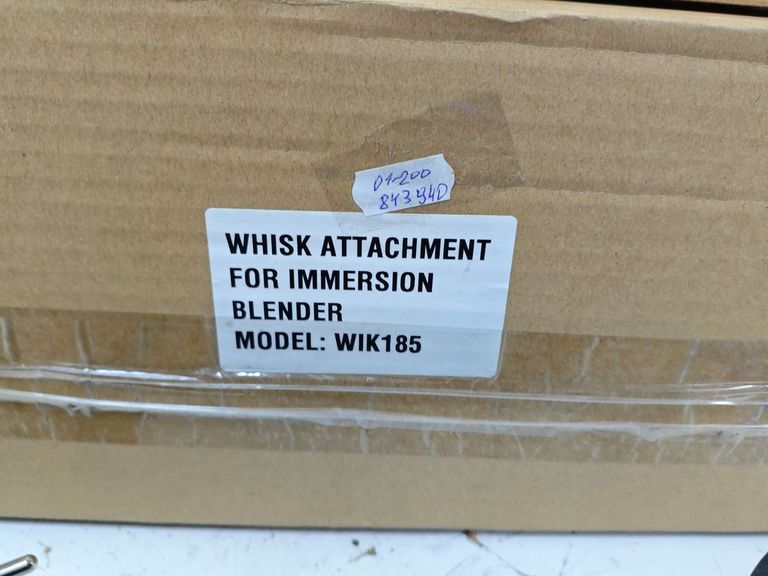 01-200
843940
WHISK ATTACHMENT
FOR IMMERSION
BLENDER
MODEL: WIK185